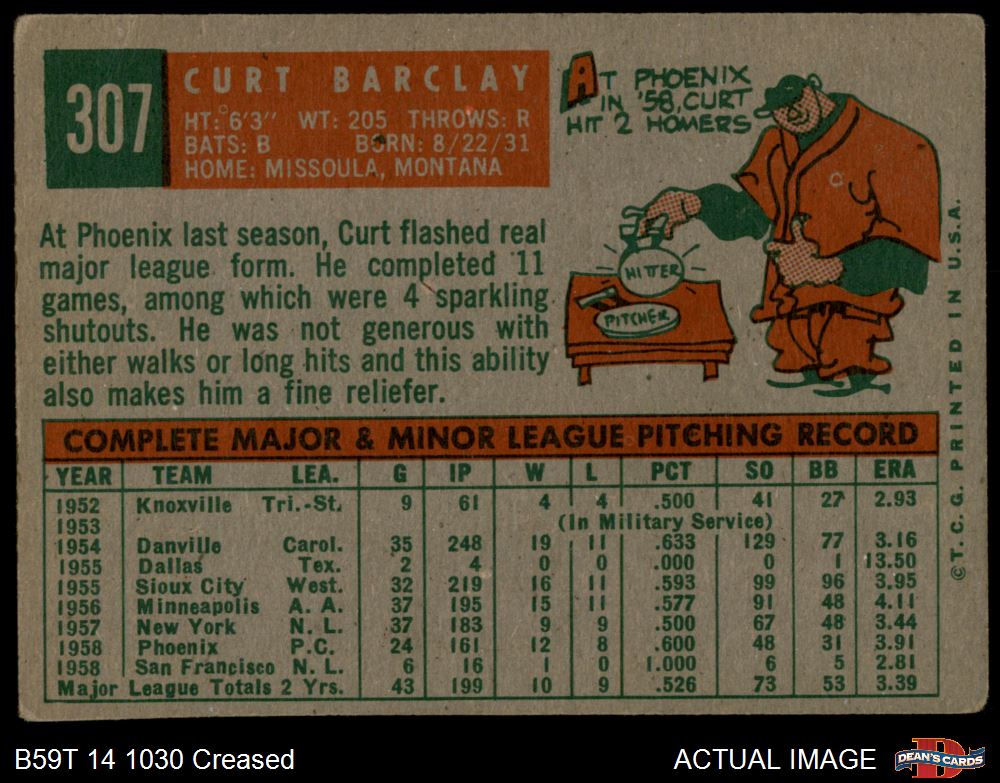 307
CURT BARCLAY
HT: 6'3" WT: 205 THROWS: R
BATS: B BORN: 8/22/31
HOME: MISSOULA, MONTANA
AT PHOENIX
IN '58, CURT
HIT 2 HOMERS
HITTER
PITCHER
At Phoenix last season, Curt flashed real
major league form. He completed 11
games, among which were 4 sparkling
shutouts. He was not generous with
either walks or long hits and this ability
also makes him a fine reliefer.
COMPLETE MAJOR & MINOR LEAGUE PITCHING RECORD
YEAR TEAM LEA. G IP W L PCT SO BB ERA
1952 Knoxville Tri.-St. 9 61 4 4 .500 41 27 2.93
1953 (In Military Service)
1954 Danville Carol. 35 248 19 11 .633 129 77 3.16
1955 Dallas Tex. 2 4 0 0 .000 0 1 13.50
1955 Sioux City West. 32 219 16 11 .593 99 96 3.95
1956 Minneapolis A. A. 37 195 15 11 .577 91 48 4.11
1957 New York N. L. 37 183 9 9 .500 67 48 3.44
1958 Phoenix P.C. 24 161 12 8 .600 48 31 3.91
1958 San Francisco N. L. 6 16 1 0 1.000 6 5 2.81
Major League Totals 2 Yrs. 43 199 10 9 .526 73 53 3.39
© T. C. G. PRINTED IN U.S.A.
B59T 14 1030 Creased
ACTUAL IMAGE
D
DEAN'S CARDS